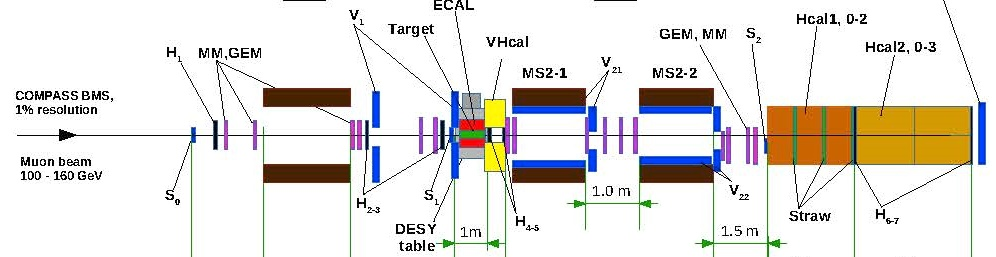 ECAL
V1
Target
VHcal
H1
MM,GEM
MS2-1
V21
MS2-2
GEM, MM
S2
Hcal1, 0-2
Hcal2, 0-3
COMPASS BMS,
1% resolution
Muon beam
100 - 160 GeV
S0
H2-3
S1
DESY
table
1m
H4-5
1.0 m
V22
1.5 m
Straw
H6-7